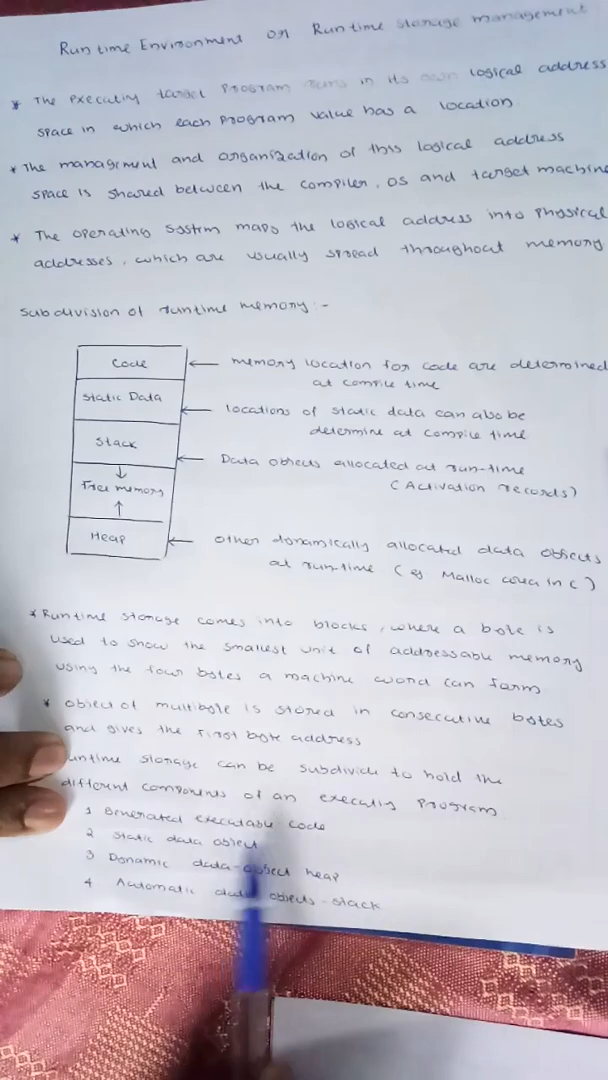 Runtime Environment or Runtime storage management
* The executing target program runs in its own logical address
space in which each program value has a location
* The management and organization of this logical address
space is shared between the compiler, os and target machine
* The operating system maps the logical address into physical
addresses, which are usually spread throughout memory
Subdivision of runtime memory:-
Code
memory location for code are determined
at compile time
Static Data
locations of static data can also be
determine at compile time
Stack
Data objects allocated at run-time
(Activation records)
Free memory
Heap
other dynamically allocated data objects
at run-time (eg Malloc area in C)
* Runtime storage comes into blocks, where a byte is
used to show the smallest unit of addressable memory
using the four bytes a machine word can form
* object of multibyte is stored in consecutive bytes
and gives the first byte address
untime storage can be subdivide to hold the
different components of an executing program
1 Generated executable code
2 Static data object
3 Dynamic data-object heap
4 Automatic data objects-stack